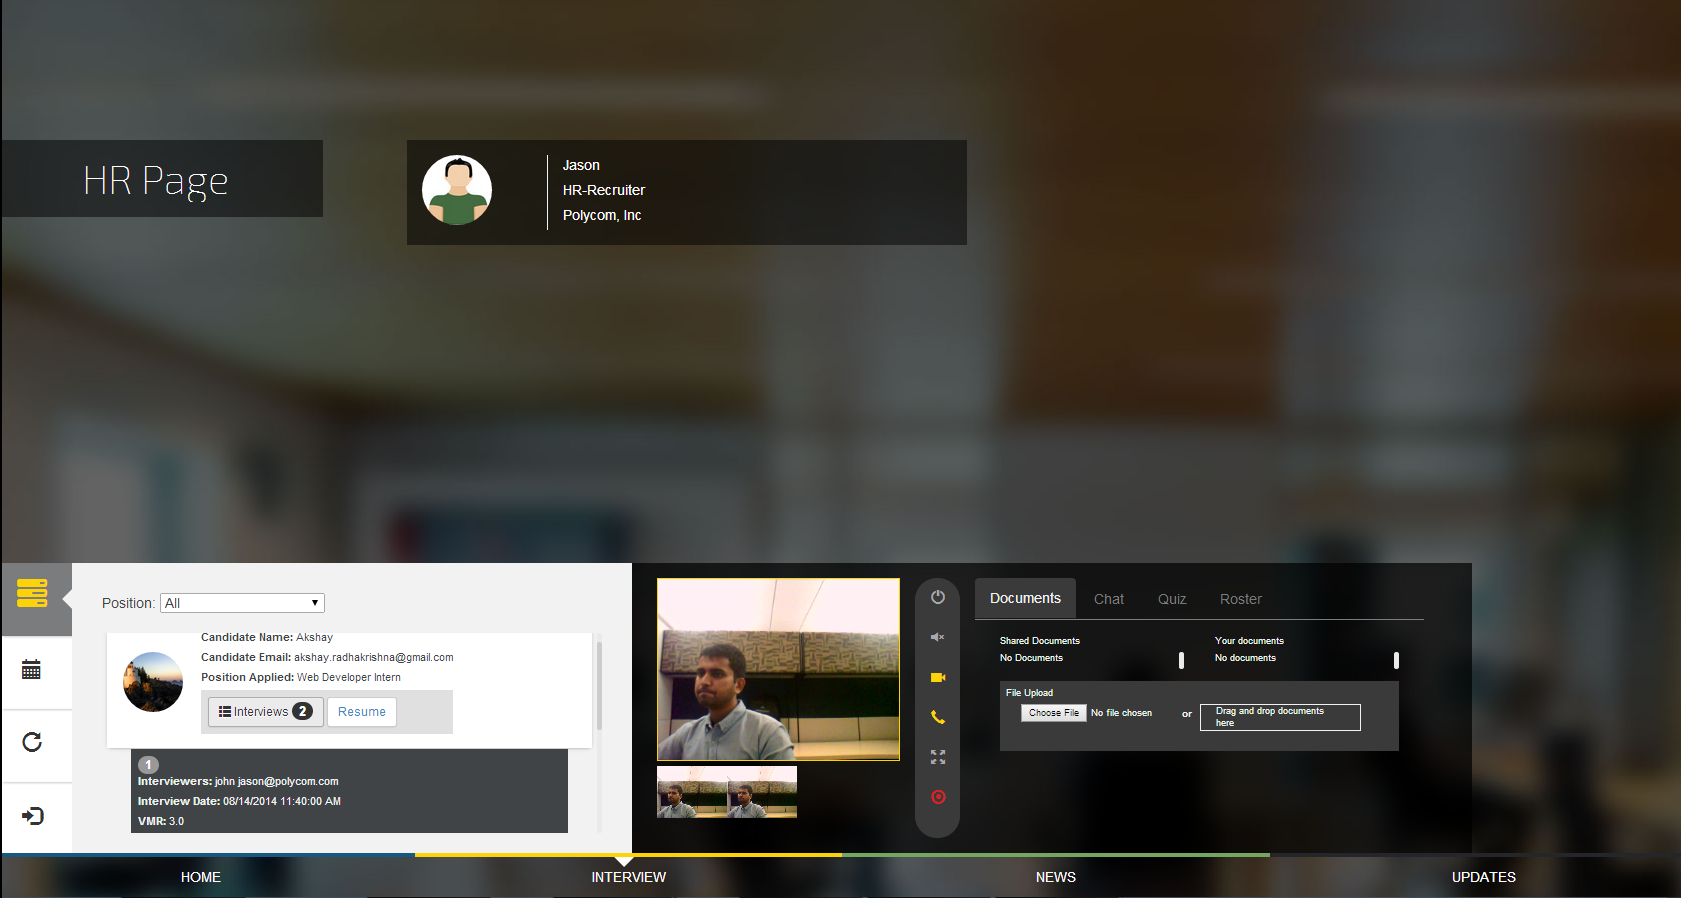 HR Page
Jason
HR-Recruiter
Polycom, Inc
Position: All
Candidate Name: Akshay
Candidate Email: akshay.radhakrishna@gmail.com
Position Applied: Web Developer Intern
Interviews 2 Resume
1
Interviewers: john jason@polycom.com
Interview Date: 08/14/2014 11:40:00 AM
VMR: 3.0
Documents Chat Quiz Roster
Shared Documents Your documents
No Documents No documents
File Upload
Choose File No file chosen or Drag and drop documents
here
HOME INTERVIEW NEWS UPDATES